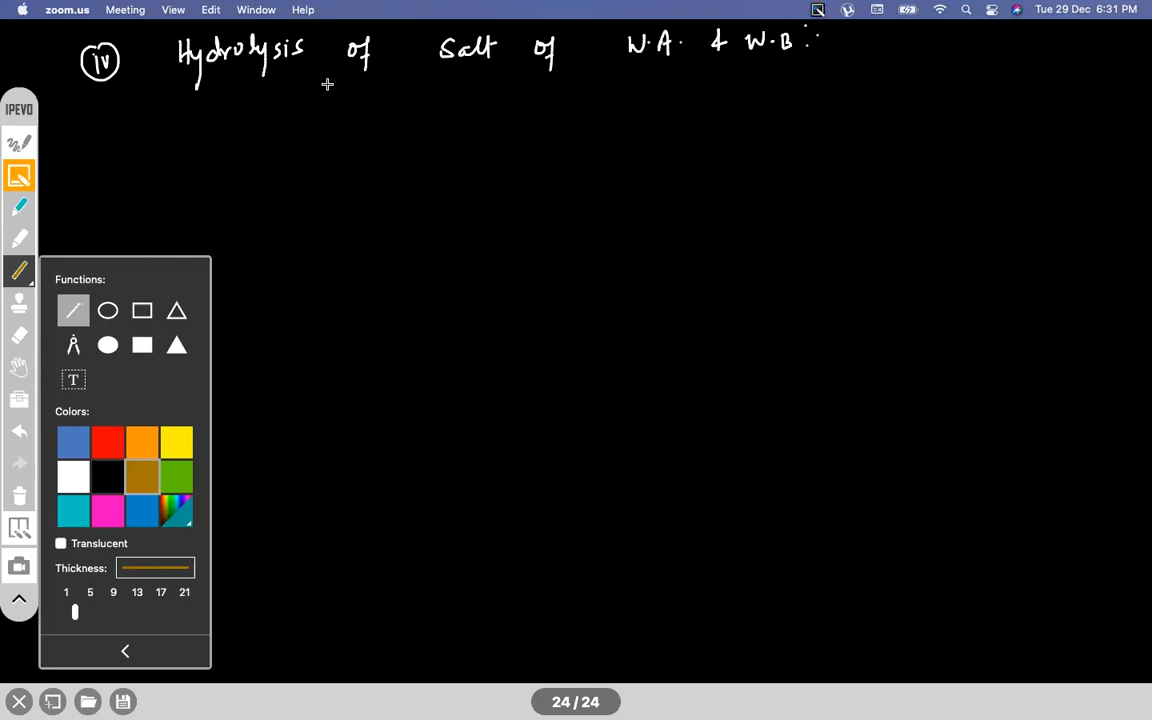 zoom.us Meeting View Edit Window Help Tue 29 Dec 6:31 PM
iv Hydrolysis of Salt of W.A. & W.B :-
IPEVO
Functions:
T
Colors:
Translucent
Thickness:
1 5 9 13 17 21
24 / 24